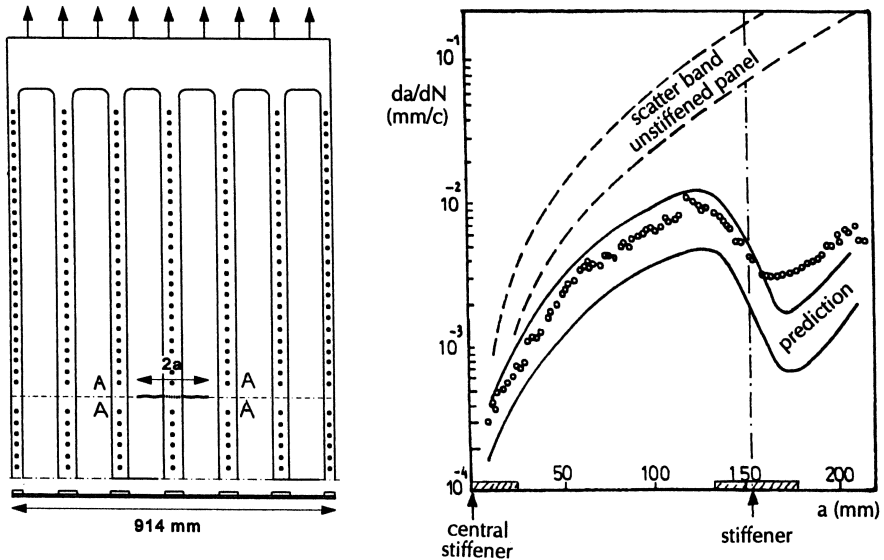 2a
A A
A A
914 mm
da/dN
(mm/c)
10⁻¹
10⁻²
10⁻³
10⁻⁴
scatter band
unstiffened panel
prediction
0
50
100
150
200
a (mm)
central
stiffener
stiffener